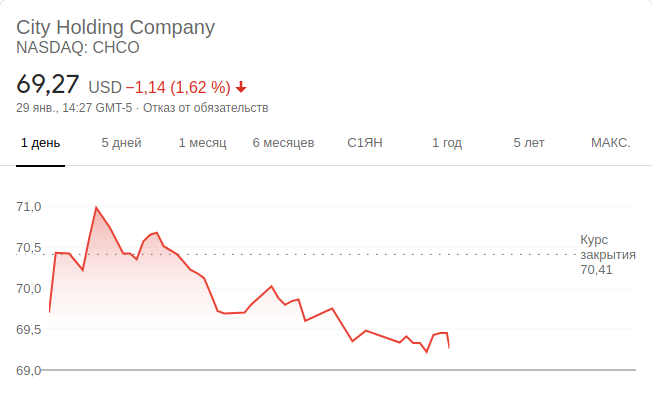 City Holding Company
NASDAQ: CHCO
69,27 USD −1,14 (1,62 %)
29 янв., 14:27 GMT-5 · Отказ от обязательств
1 день 5 дней 1 месяц 6 месяцев С1ЯН 1 год 5 лет МАКС.
71,0
70,5
70,0
69,5
69,0
Курс
закрытия
70,41